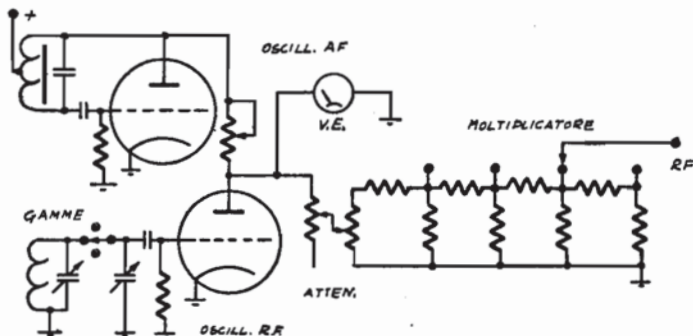 +
OSCILL. AF
V.E.
MOLTIPLICATORE
RF
GAMME
ATTEN.
OSCILL. RF